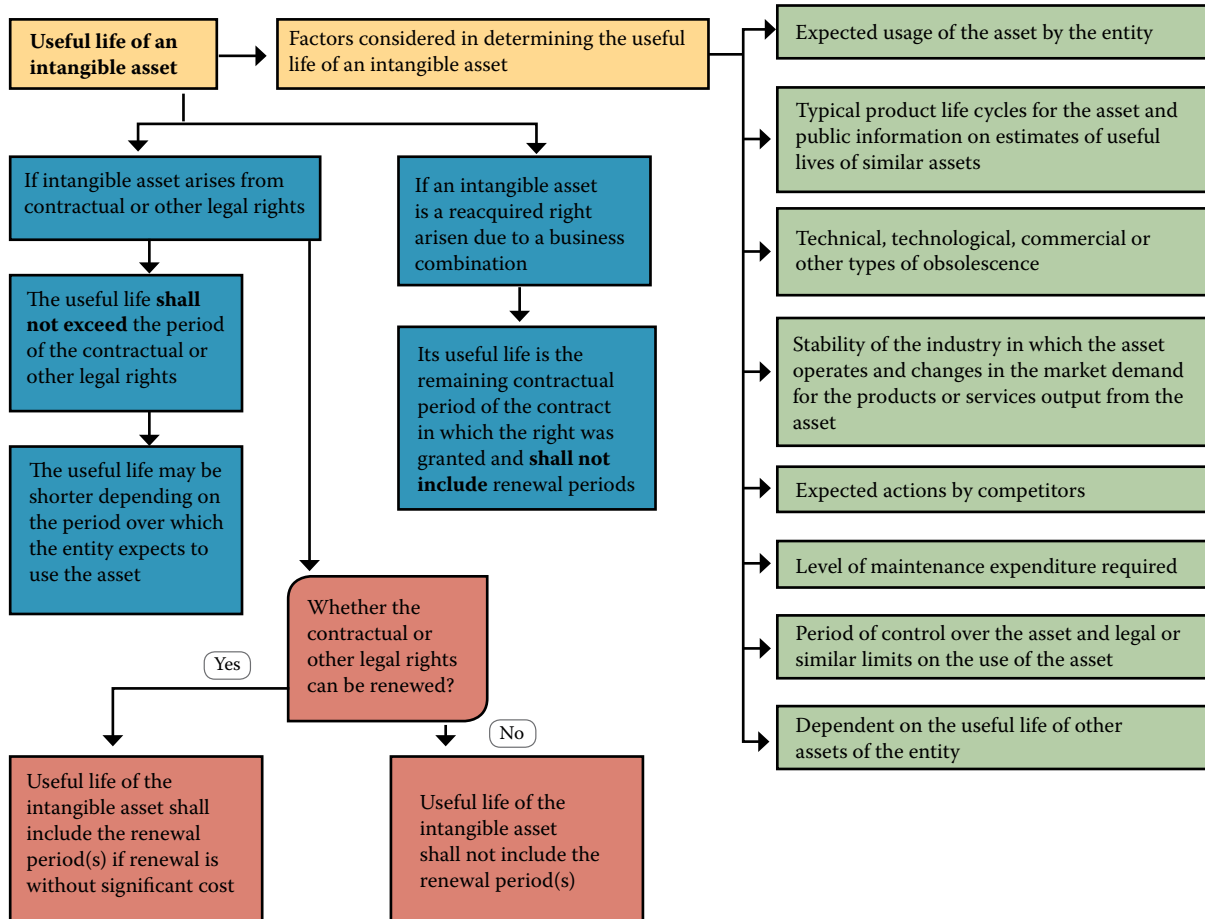 Useful life of an
intangible asset
Factors considered in determining the useful
life of an intangible asset
If intangible asset arises from
contractual or other legal rights
The useful life shall
not exceed the period
of the contractual or
other legal rights
The useful life may be
shorter depending on
the period over which
the entity expects to
use the asset
If an intangible asset
is a reacquired right
arisen due to a business
combination
Its useful life is the
remaining contractual
period of the contract
in which the right was
granted and shall not
include renewal periods
Whether the
contractual or
other legal rights
can be renewed?
Yes
No
Useful life of the
intangible asset shall
include the renewal
period(s) if renewal is
without significant cost
Useful life of the
intangible asset
shall not include the
renewal period(s)
Expected usage of the asset by the entity
Typical product life cycles for the asset and
public information on estimates of useful
lives of similar assets
Technical, technological, commercial or
other types of obsolescence
Stability of the industry in which the asset
operates and changes in the market demand
for the products or services output from the
asset
Expected actions by competitors
Level of maintenance expenditure required
Period of control over the asset and legal or
similar limits on the use of the asset
Dependent on the useful life of other
assets of the entity